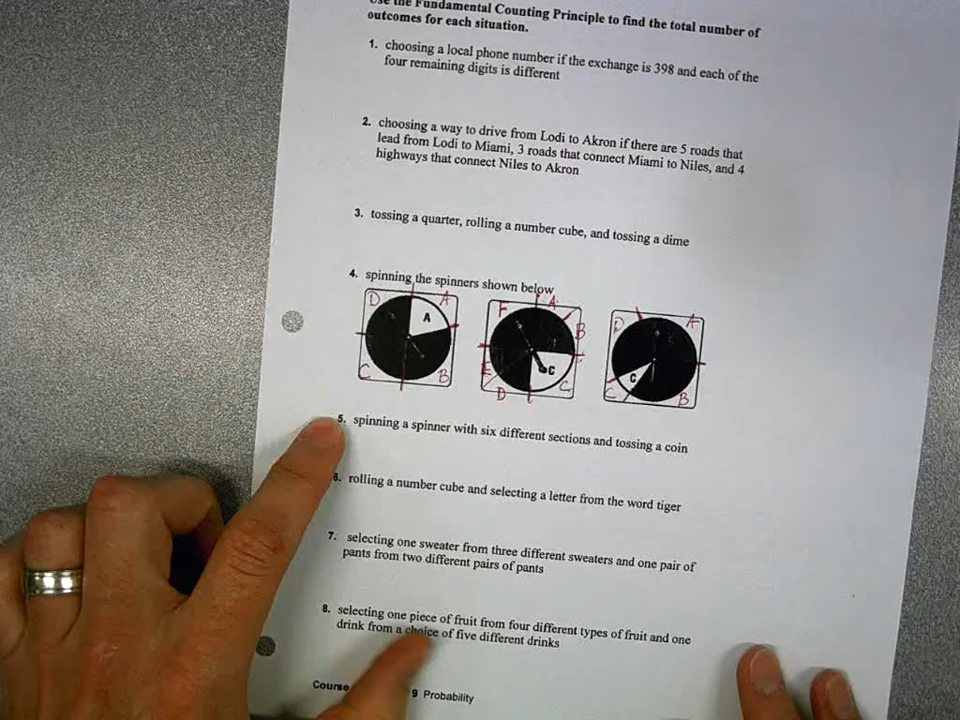 Use the Fundamental Counting Principle to find the total number of
outcomes for each situation.
1. choosing a local phone number if the exchange is 398 and each of the
four remaining digits is different
2. choosing a way to drive from Lodi to Akron if there are 5 roads that
lead from Lodi to Miami, 3 roads that connect Miami to Niles, and 4
highways that connect Niles to Akron
3. tossing a quarter, rolling a number cube, and tossing a dime
4. spinning the spinners shown below
D A F A B D A
A C C
C B E D C C B
5. spinning a spinner with six different sections and tossing a coin
6. rolling a number cube and selecting a letter from the word tiger
7. selecting one sweater from three different sweaters and one pair of
pants from two different pairs of pants
8. selecting one piece of fruit from four different types of fruit and one
drink from a choice of five different drinks
Course 9 Probability